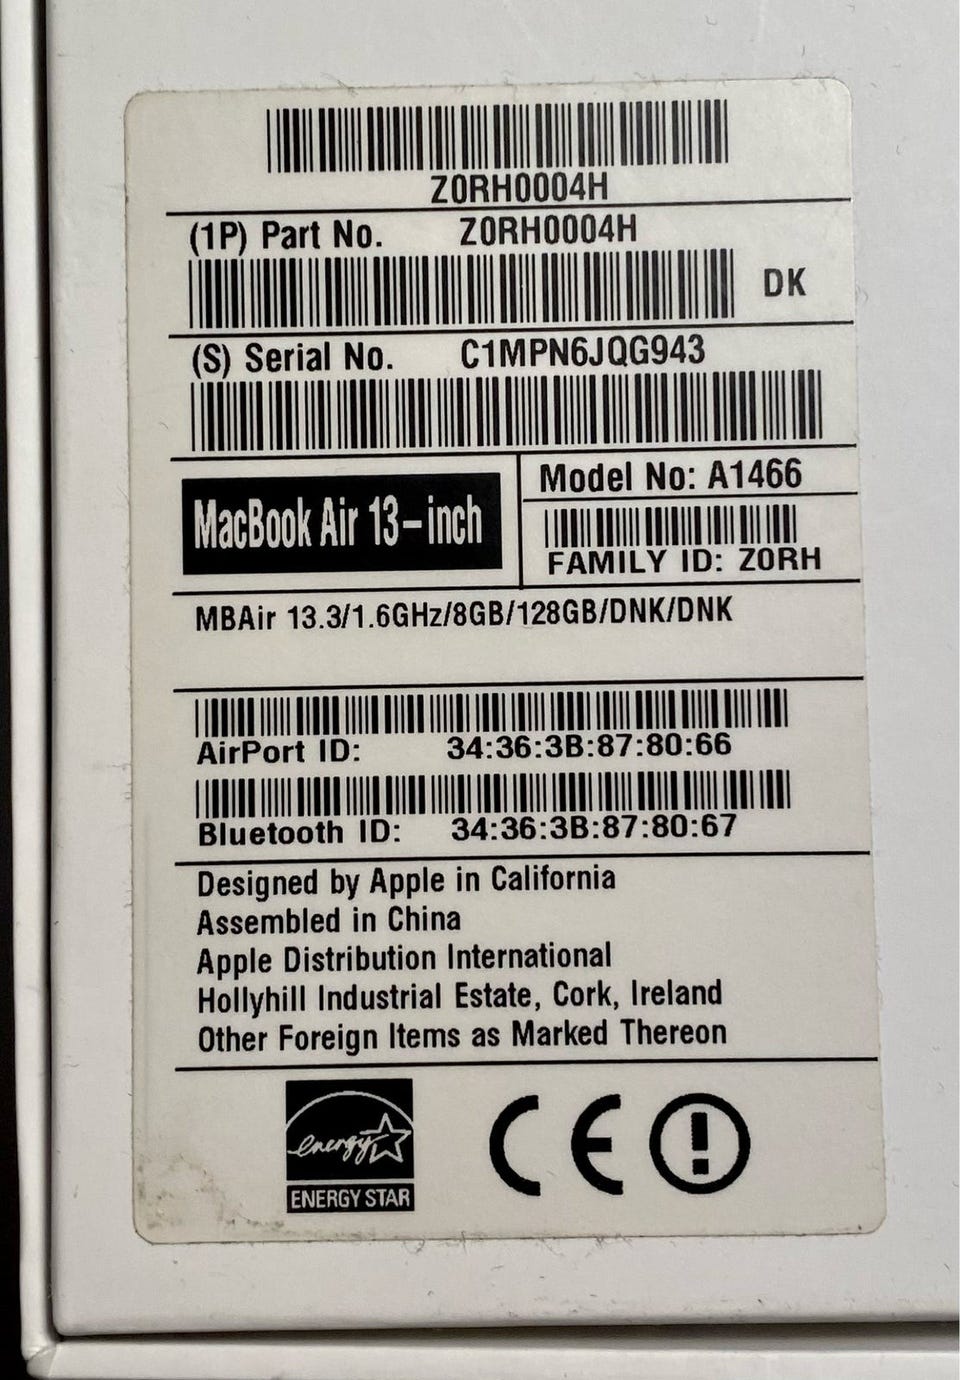 Z0RH0004H
(1P) Part No. Z0RH0004H
DK
(S) Serial No. C1MPN6JQG943
MacBook Air 13-inch
Model No: A1466
FAMILY ID: Z0RH
MBAir 13.3/1.6GHz/8GB/128GB/DNK/DNK
AirPort ID: 34:36:3B:87:80:66
Bluetooth ID: 34:36:3B:87:80:67
Designed by Apple in California
Assembled in China
Apple Distribution International
Hollyhill Industrial Estate, Cork, Ireland
Other Foreign Items as Marked Thereon
energy
ENERGY STAR
CE